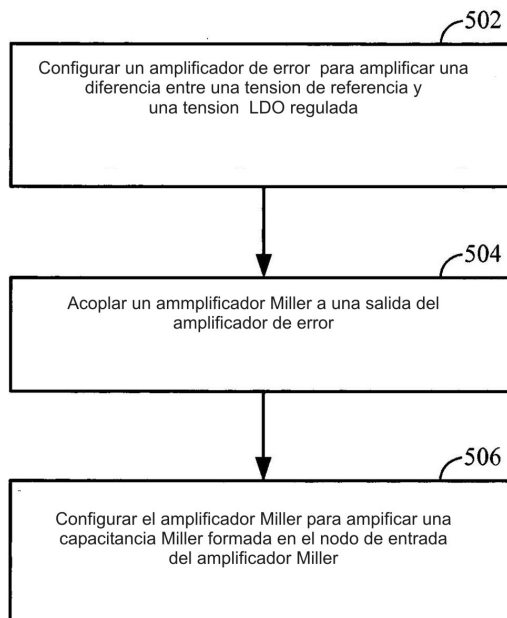 502
Configurar un amplificador de error para amplificar una
diferencia entre una tension de referencia y
una tension LDO regulada
504
Acoplar un ammplificador Miller a una salida del
amplificador de error
506
Configurar el amplificador Miller para ampificar una
capacitancia Miller formada en el nodo de entrada
del amplificador Miller